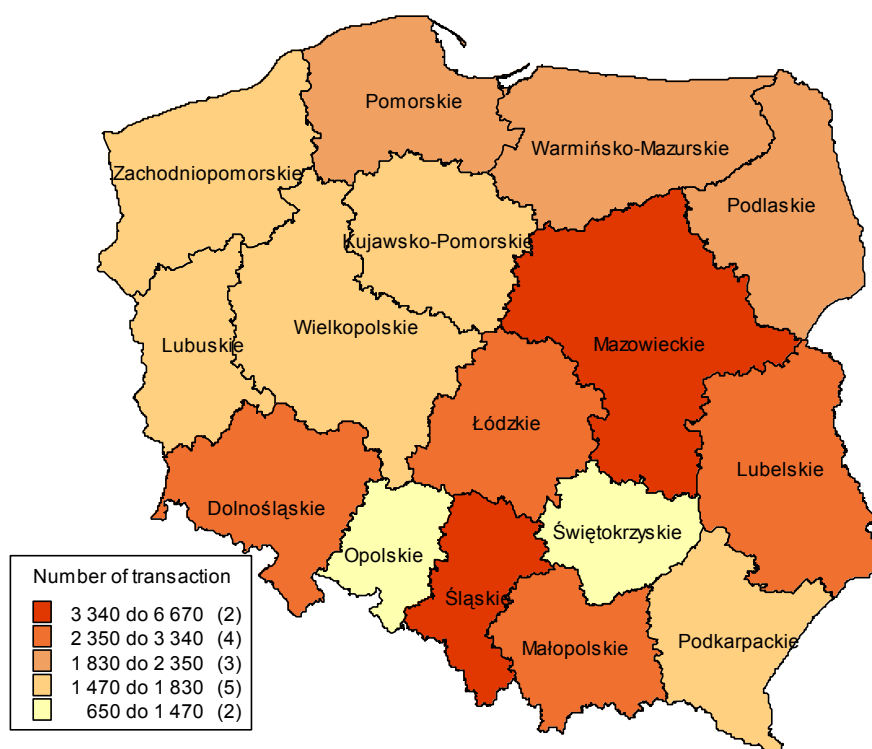 Pomorskie
Warmińsko-Mazurskie
Zachodniopomorskie
Podlaskie
Kujawsko-Pomorskie
Wielkopolskie
Lubuskie
Mazowieckie
Łódzkie
Lubelskie
Dolnośląskie
Świętokrzyskie
Opolskie
Śląskie
Małopolskie
Podkarpackie
Number of transaction
3 340 do 6 670 (2)
2 350 do 3 340 (4)
1 830 do 2 350 (3)
1 470 do 1 830 (5)
650 do 1 470 (2)